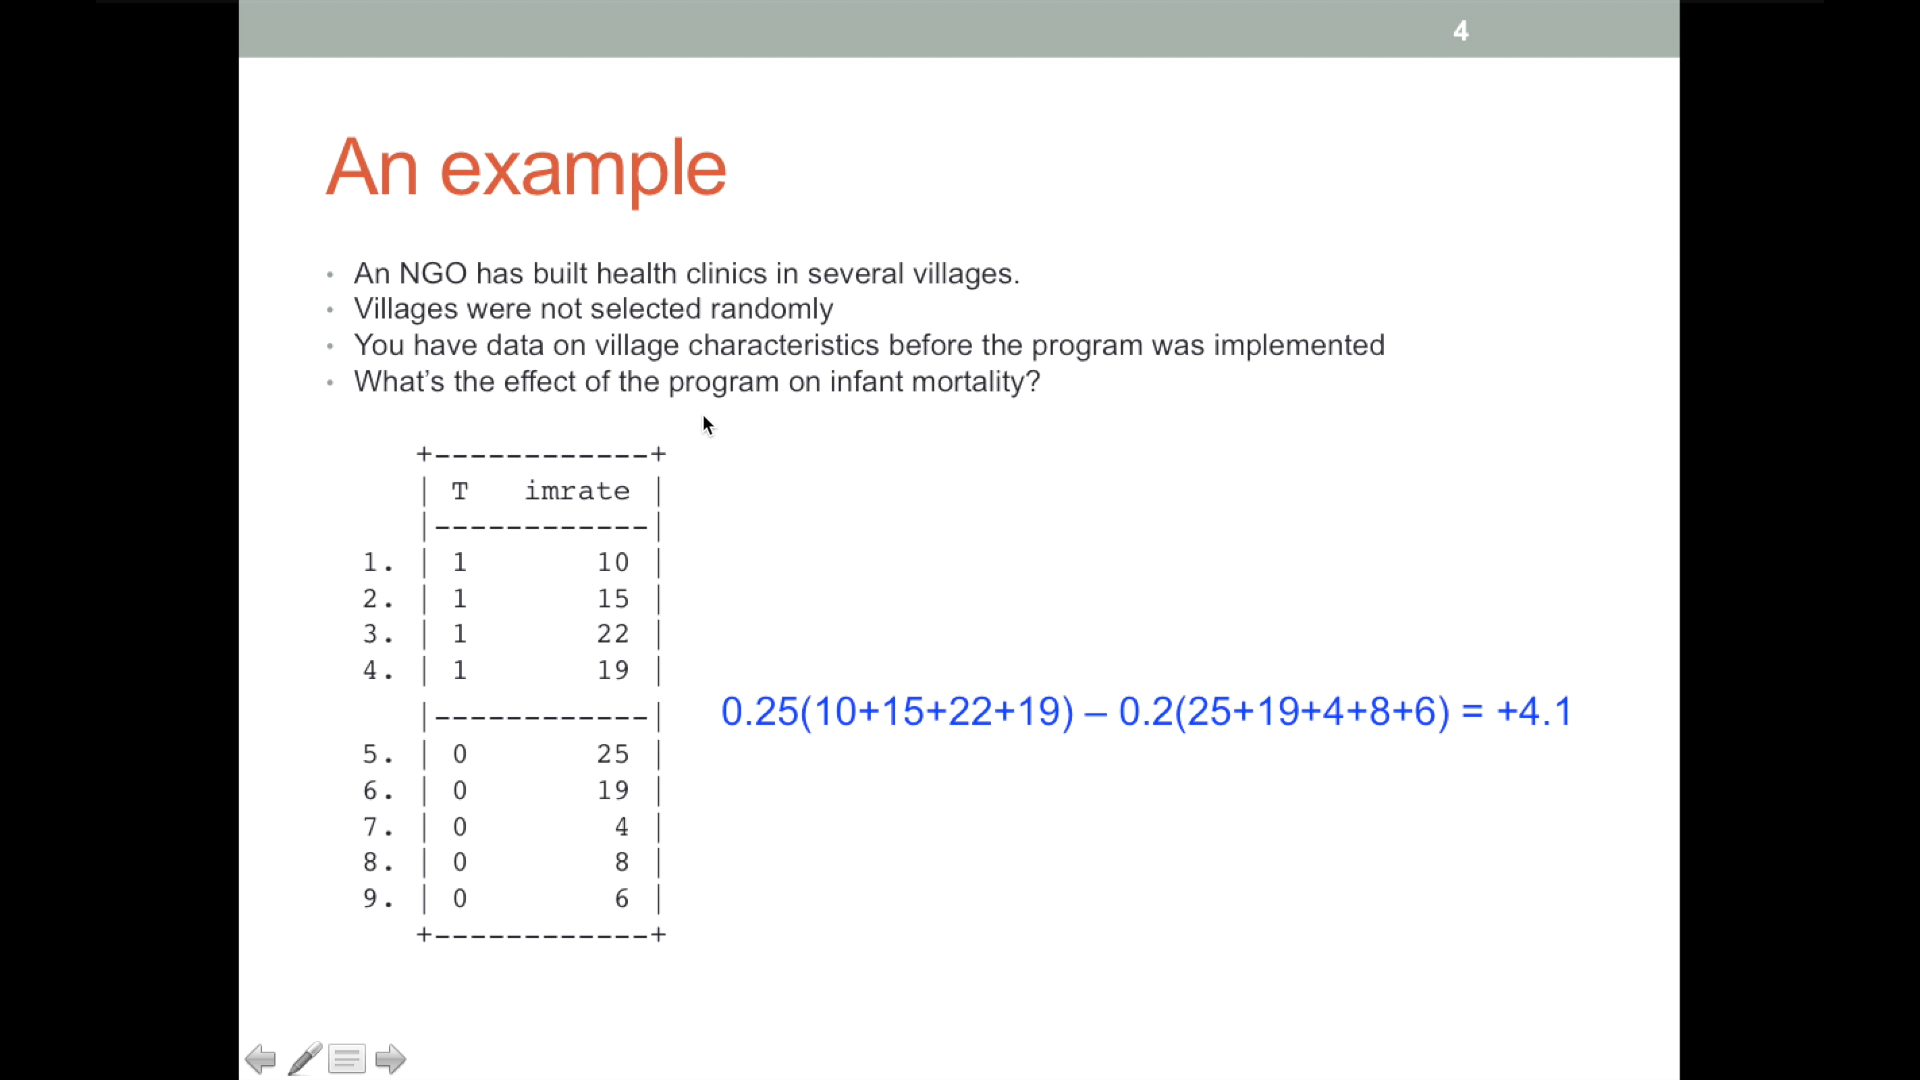 4
An example
• An NGO has built health clinics in several villages.
• Villages were not selected randomly
• You have data on village characteristics before the program was implemented
• What's the effect of the program on infant mortality?
+------------+
| T   imrate |
|------------|
1. | 1       10 |
2. | 1       15 |
3. | 1       22 |
4. | 1       19 |
|------------|
0.25(10+15+22+19) – 0.2(25+19+4+8+6) = +4.1
5. | 0       25 |
6. | 0       19 |
7. | 0        4 |
8. | 0        8 |
9. | 0        6 |
+------------+